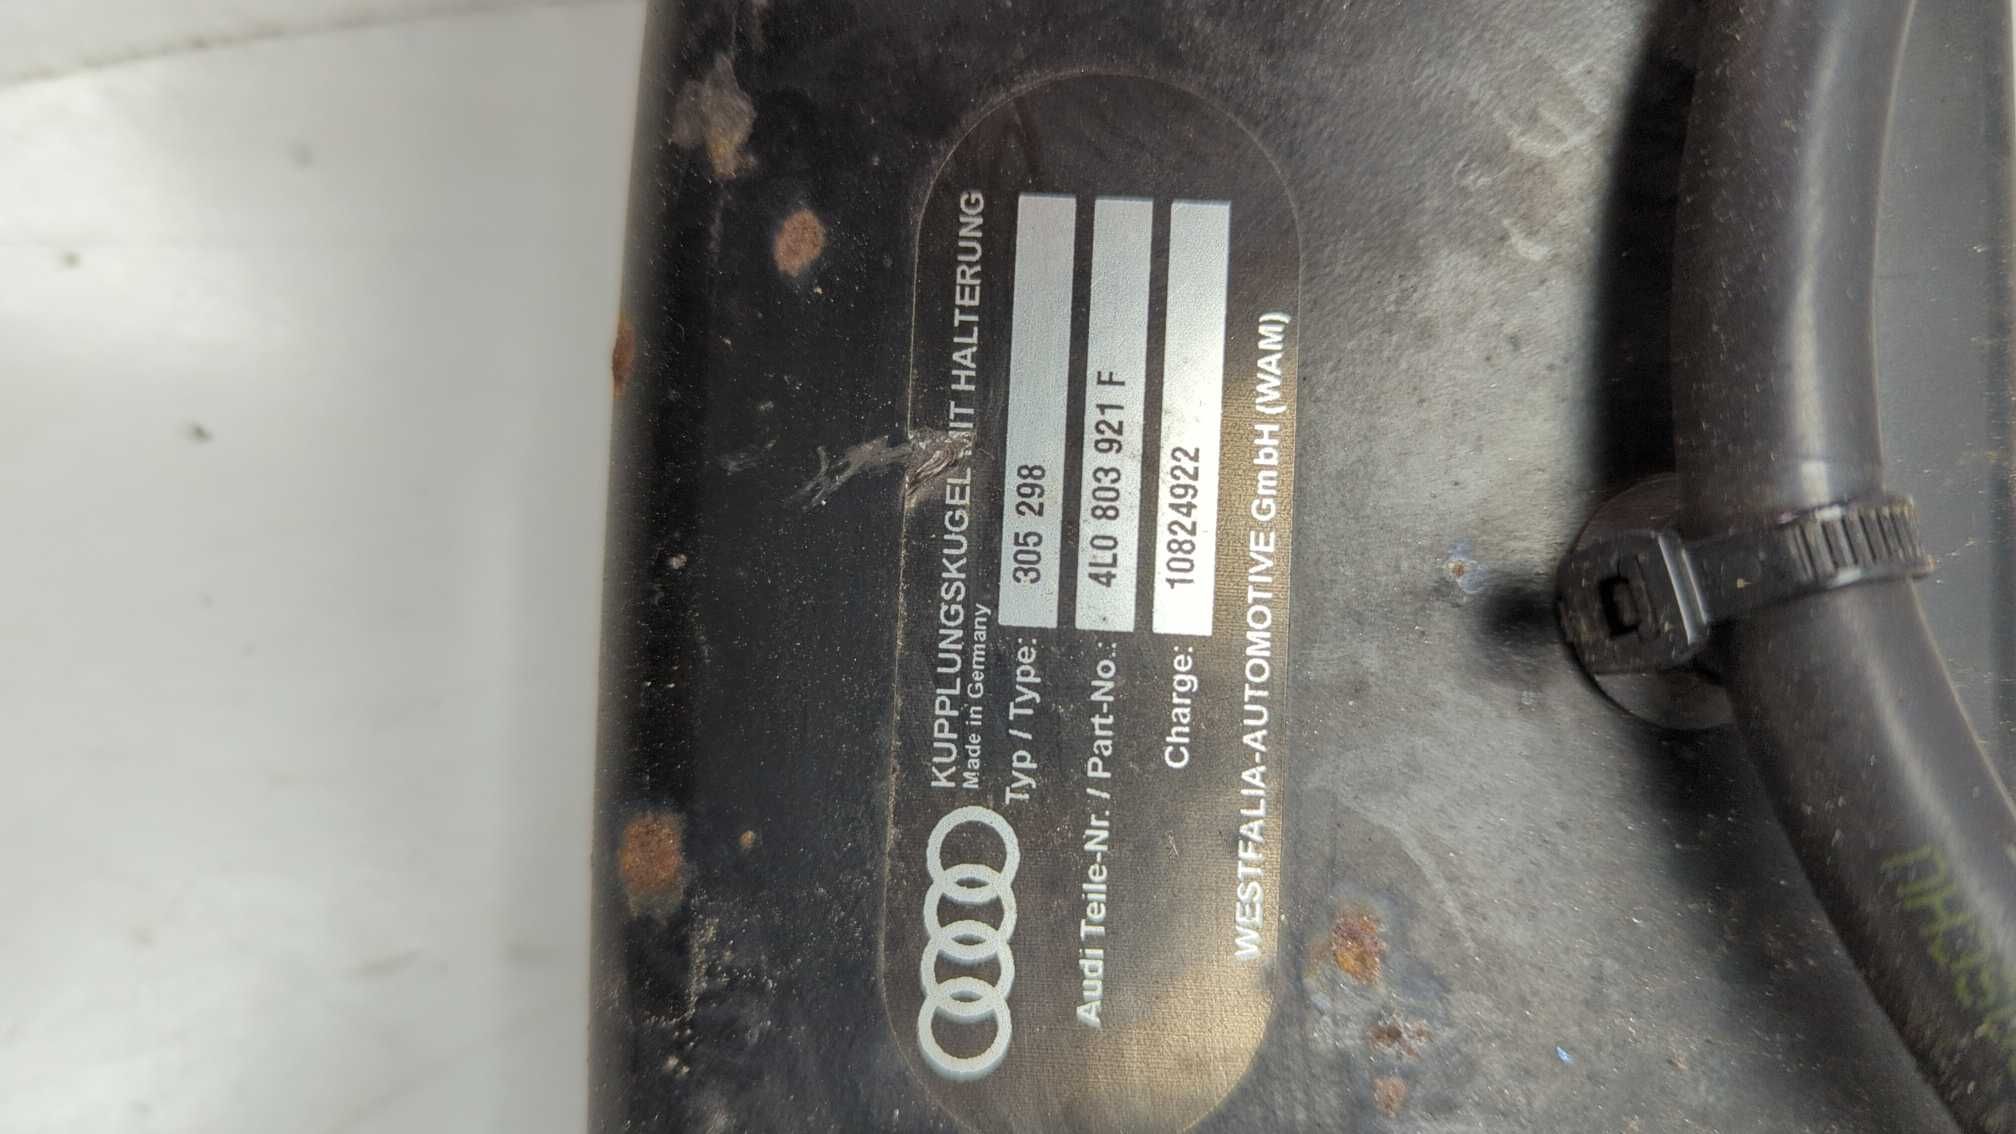 KUPPLUNGSKUGEL MIT HALTERUNG
Made in Germany
Typ / Type: 305 298
Audi Teile-Nr. / Part-No.: 4L0 803 921 F
Charge: 10824922
WESTFALIA-AUTOMOTIVE GmbH (WAM)